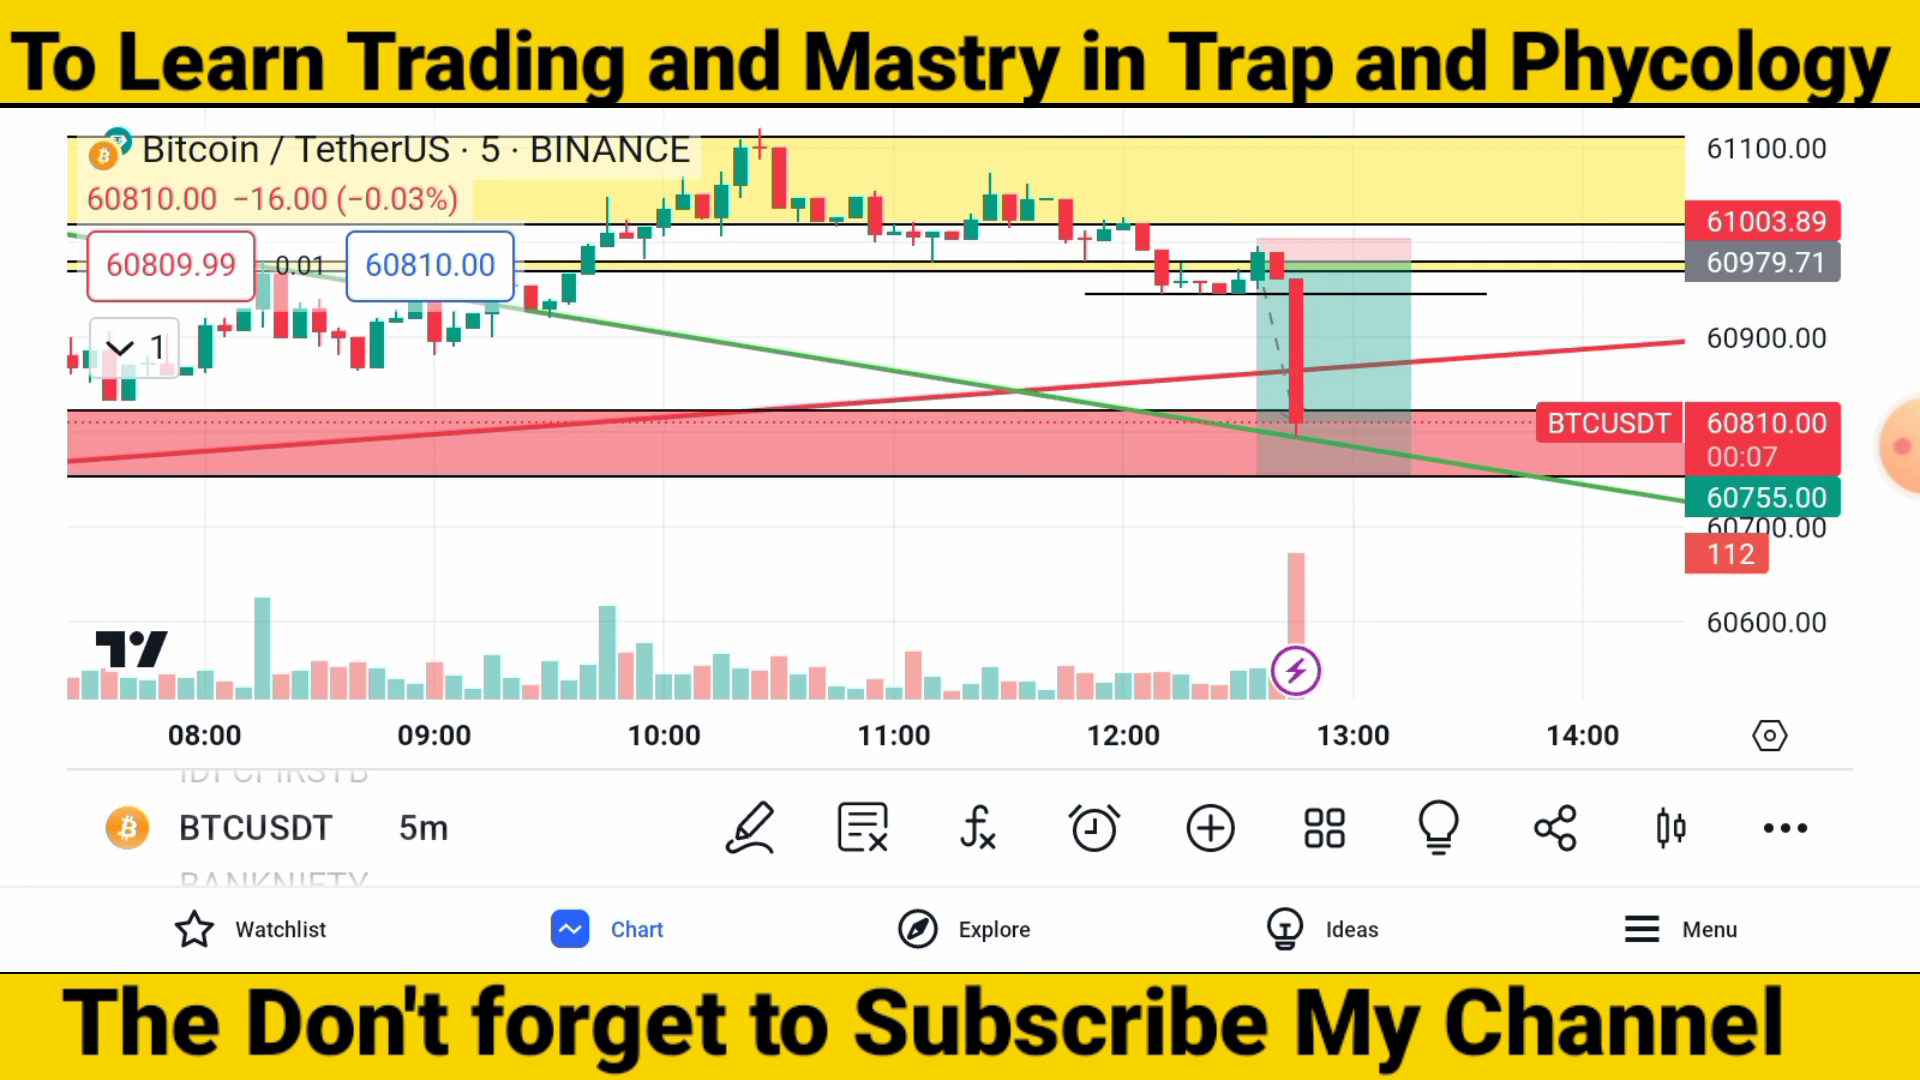 To Learn Trading and Mastry in Trap and Phycology
Bitcoin / TetherUS · 5 · BINANCE
60810.00 −16.00 (−0.03%)
60809.99 0.01 60810.00
1
61100.00
61003.89
60979.71
60900.00
BTCUSDT 60810.00
00:07
60755.00
60700.00
112
60600.00
08:00 09:00 10:00 11:00 12:00 13:00 14:00
IDFCFIRSTB
BTCUSDT 5m
BANKNIFTY
Watchlist Chart Explore Ideas Menu
The Don't forget to Subscribe My Channel